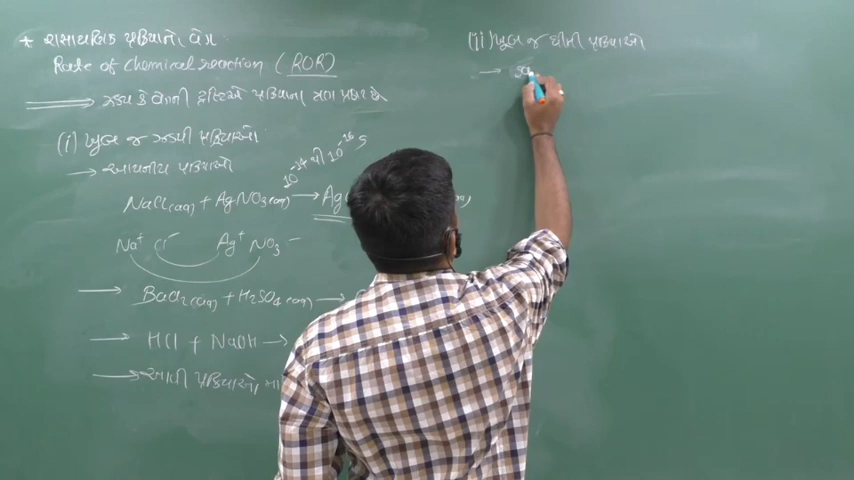 * રાસાયણિક પ્રક્રિયાનો વેગ
Rate of chemical reaction (ROR)
⟹ ઝડપ કે વેગની દ્રષ્ટિએ પ્રક્રિયાના ત્રણ પ્રકાર છે
(i) ખુબ જ ઝડપી પ્રક્રિયાઓ
→ આયનીય પ્રક્રિયાઓ
10⁻¹⁴ થી 10⁻¹⁶ s
NaCl(aq) + AgNO₃(aq) → Ag
Na⁺ Cl⁻ Ag⁺ NO₃⁻
→ BaCl₂(aq) + H₂SO₄(aq) →
→ HCl + NaOH →
→ આવી પ્રક્રિયાઓ
(ii) ખુબ જ ધીમી પ્રક્રિયાઓ
→